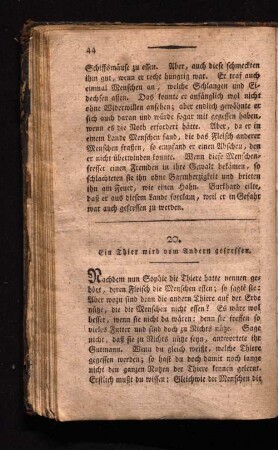 44
Schiffsmäuse zu essen. Aber, auch diese schmeckten
ihm gut, wenn er recht hungrig war. Er traf auch
einmal Menschen an, welche Schlangen und Ei-
dechsen aßen. Das konnte er anfänglich wol nicht
ohne Widerwillen ansehen; aber endlich gewöhnte er
sich auch daran und würde sogar mit gegessen haben,
wenn es die Noth erfordert hätte. Aber, da er in
einem Lande Menschen fand, die das Fleisch anderer
Menschen fraßen, so empfand er einen Abscheu, den
er nicht überwinden konnte. Wenn diese Menschen-
fresser einen Fremden in ihre Gewalt bekämen, so
schlachteten sie ihn ohne Barmherzigkeit und brieten
ihn am Feuer, wie einen Hahn. Burkhard eilte,
daß er aus diesem Lande fortkam, weil er in Gefahr
war auch gefressen zu werden.
20.
Ein Thier wird vom Andern gefressen.
Nachdem nun Sophie die Thiere hatte nennen ge-
hört, deren Fleisch die Menschen essen; so sagte sie:
Aber wozu sind denn die andern Thiere auf der Erde
nütze, die die Menschen nicht essen? Es wäre wol
besser, wenn sie nicht da wären; denn sie fressen so
vieles Futter und sind doch zu Nichts nütze. Sage
nicht, daß sie zu Nichts nütze seyn, antwortete ihr
Gutmann. Wenn du gleich weißt, welche Thiere
gegessen werden; so hast du doch damit noch lange
nicht den ganzen Nutzen der Thiere kennen gelernt.
Erstlich mußt du wissen: Gleichwie die Menschen die